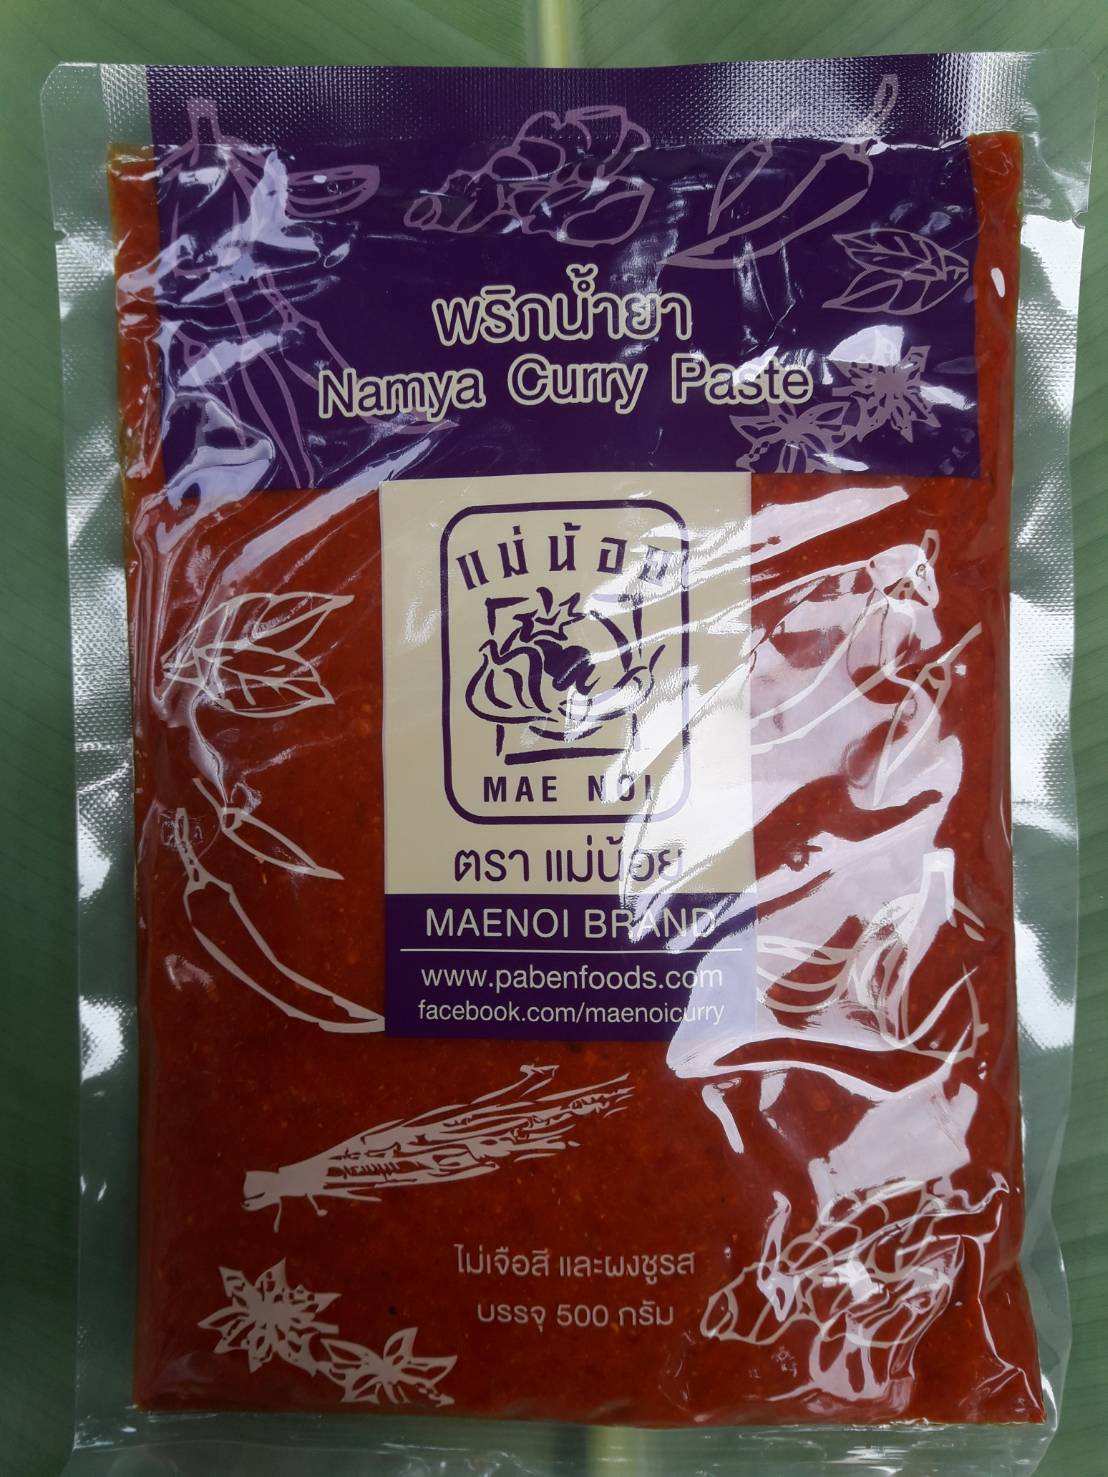 พริกน้ำยา
Namya Curry Paste
แม่น้อย
MAE NOI
ตรา แม่น้อย
MAENOI BRAND
www.pabenfoods.com
facebook.com/maenoicurry
ไม่เจือสี และผงชูรส
บรรจุ 500 กรัม